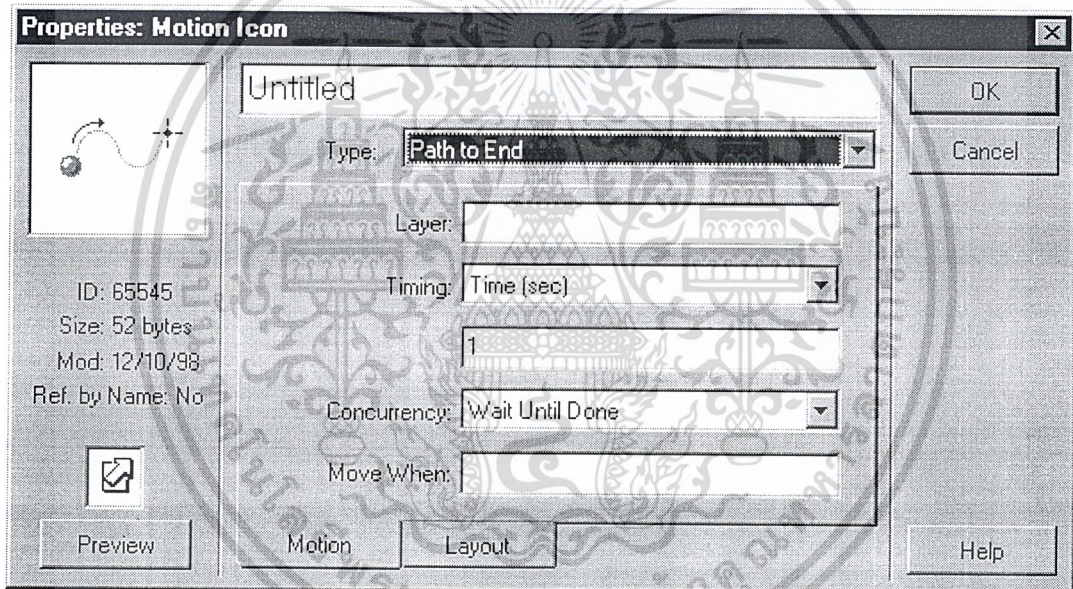 Properties: Motion Icon
Untitled
OK
Type: Path to End
Cancel
Layer:
Timing: Time (sec)
1
ID: 65545
Size: 52 bytes
Mod: 12/10/98
Ref. by Name: No
Concurrency: Wait Until Done
Move When:
Preview
Motion
Layout
Help